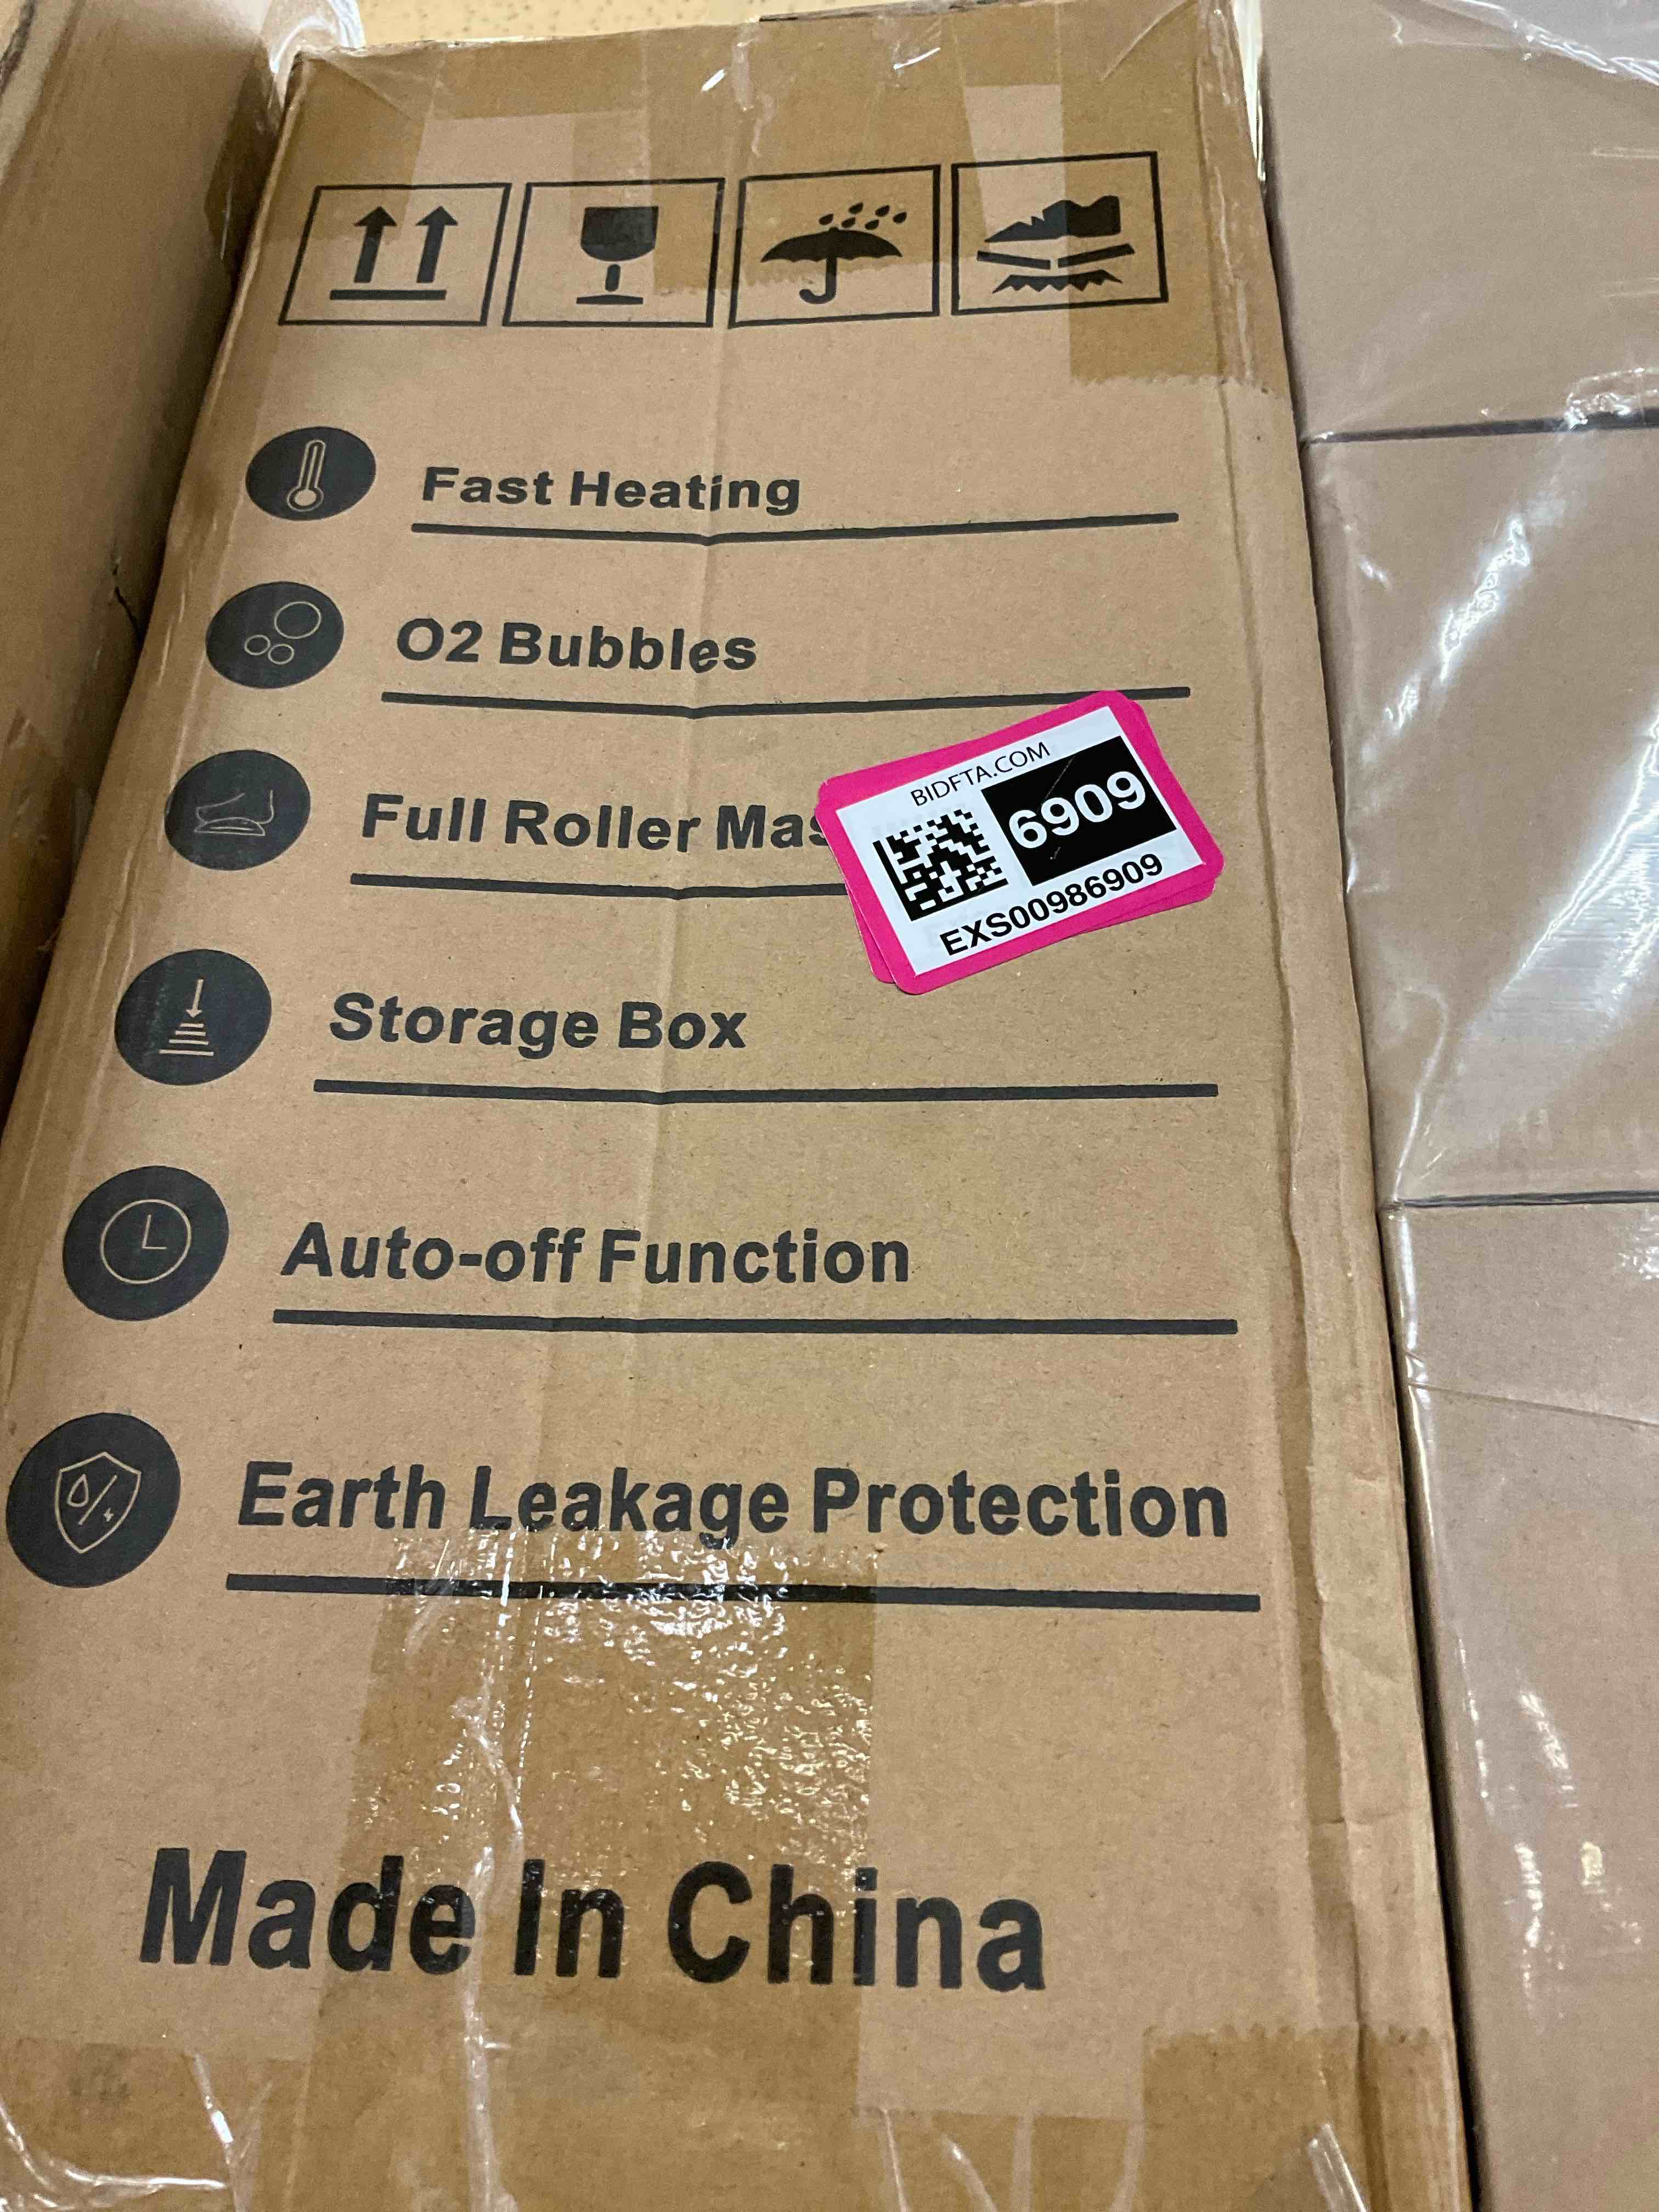 Fast Heating
O2 Bubbles
Full Roller
BIDFTA.COM
6909
EXS00986909
Storage Box
Auto-off Function
Earth Leakage Protection
Made In China